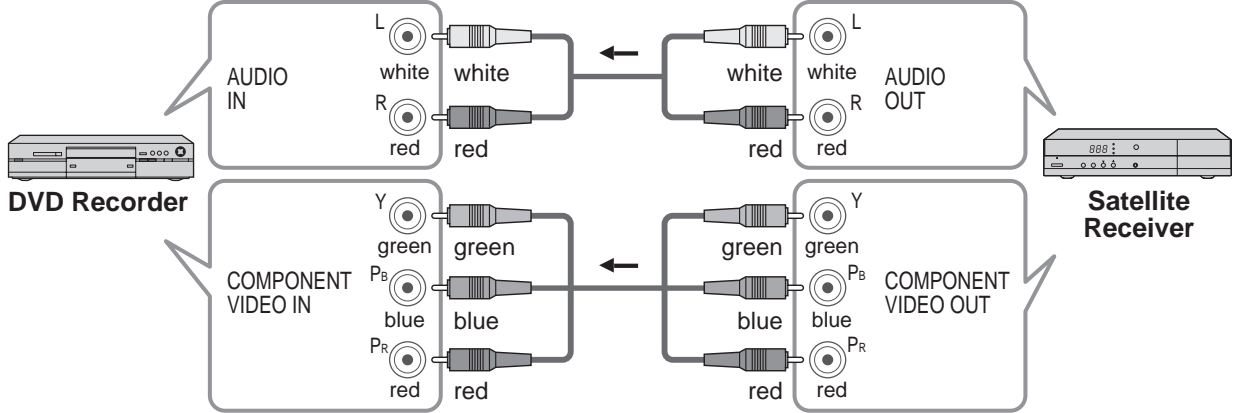 L
white
AUDIO
IN
R
red
white
red
white
red
L
white
AUDIO
OUT
R
red
DVD Recorder
888
Satellite
Receiver
Y
green
COMPONENT
VIDEO IN
PB
blue
PR
red
green
blue
red
green
blue
red
Y
green
COMPONENT
VIDEO OUT
PB
blue
PR
red